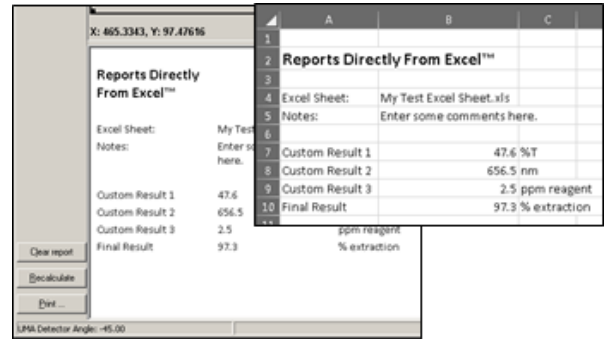 X: 465.3343, Y: 97.47616
Reports Directly
From Excel™
Excel Sheet: My Test
Notes: Enter
here.
Custom Result 1 47.6
Custom Result 2 656.5
Custom Result 3 2.5 ppm reagent
Final Result 97.3 % extraction
Clear report
Recalculate
Print ...
UMA Detector Angle: -45.00
A B C
1
2 Reports Directly From Excel™
3
4 Excel Sheet: My Test Excel Sheet.xls
5 Notes: Enter some comments here.
6
7 Custom Result 1 47.6 %T
8 Custom Result 2 656.5 nm
9 Custom Result 3 2.5 ppm reagent
10 Final Result 97.3 % extraction